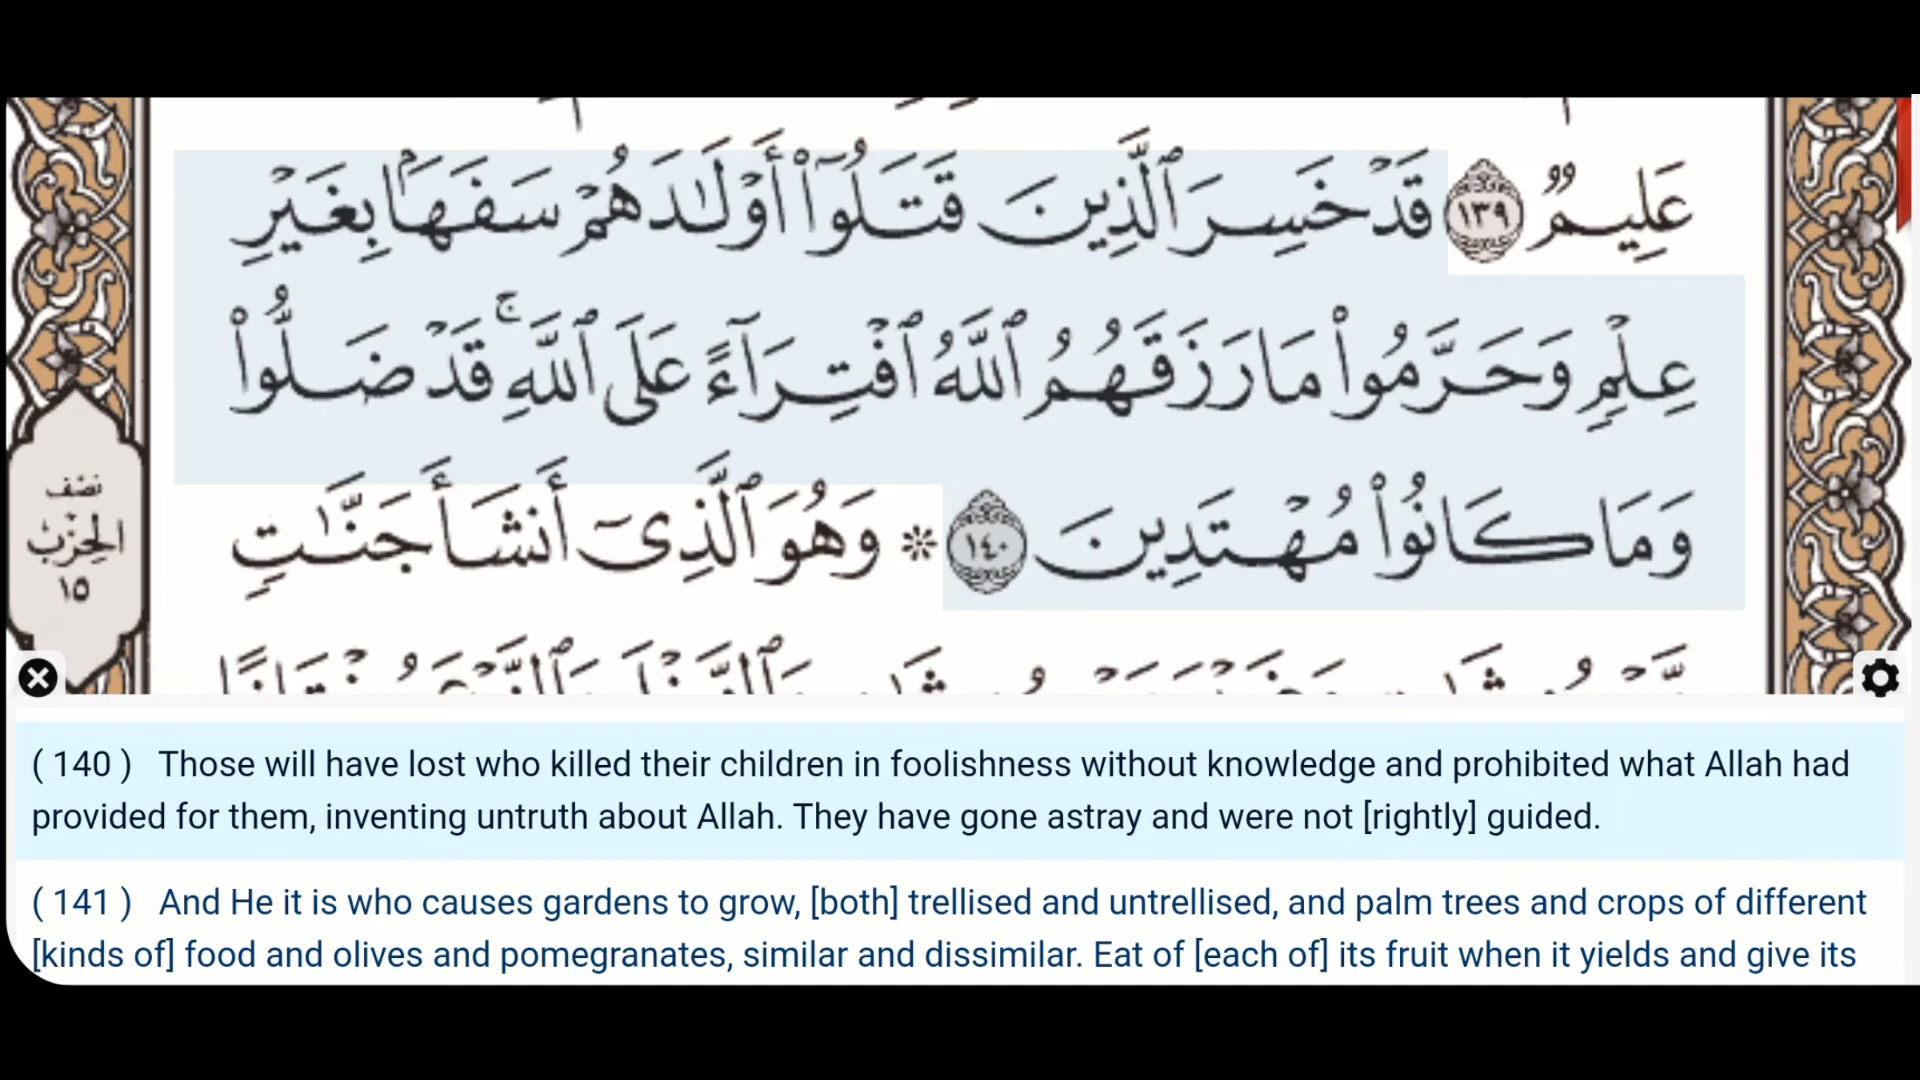 عَلِيمٌ ١٣٩ قَدۡ خَسِرَ ٱلَّذِينَ قَتَلُوٓاْ أَوۡلَٰدَهُمۡ سَفَهَۢا بِغَيۡرِ
عِلۡمٖ وَحَرَّمُواْ مَا رَزَقَهُمُ ٱللَّهُ ٱفۡتِرَآءً عَلَى ٱللَّهِۚ قَدۡ ضَلُّواْ
وَمَا كَانُواْ مُهۡتَدِينَ ١٤٠ ۞ وَهُوَ ٱلَّذِيٓ أَنشَأَ جَنَّٰتٖ
نصف
الحزب
١٥
( 140 ) Those will have lost who killed their children in foolishness without knowledge and prohibited what Allah had
provided for them, inventing untruth about Allah. They have gone astray and were not [rightly] guided.
( 141 ) And He it is who causes gardens to grow, [both] trellised and untrellised, and palm trees and crops of different
[kinds of] food and olives and pomegranates, similar and dissimilar. Eat of [each of] its fruit when it yields and give its